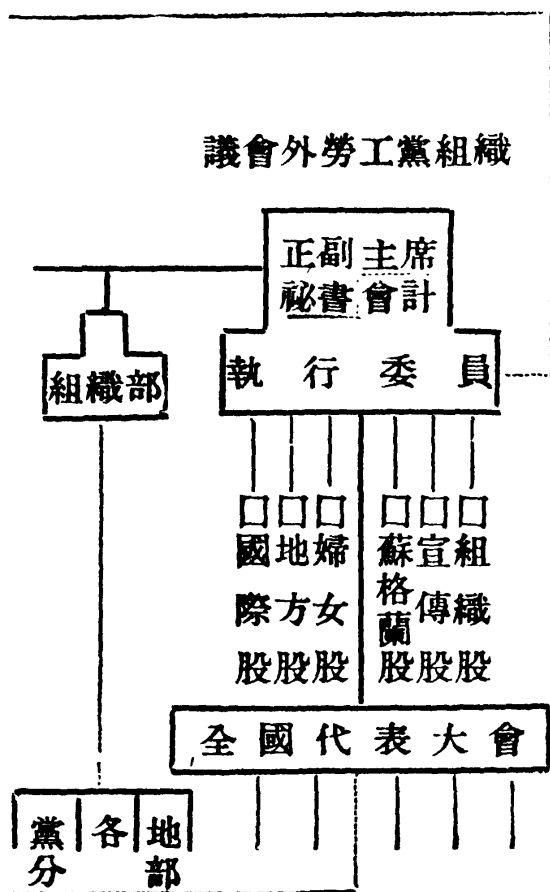 議會外勞工黨組織
正副主席
祕書會計
執行委員
組織部
國際股
地方股
婦女股
蘇格蘭股
宣傳股
組織股
全國代表大會
黨各地
分部